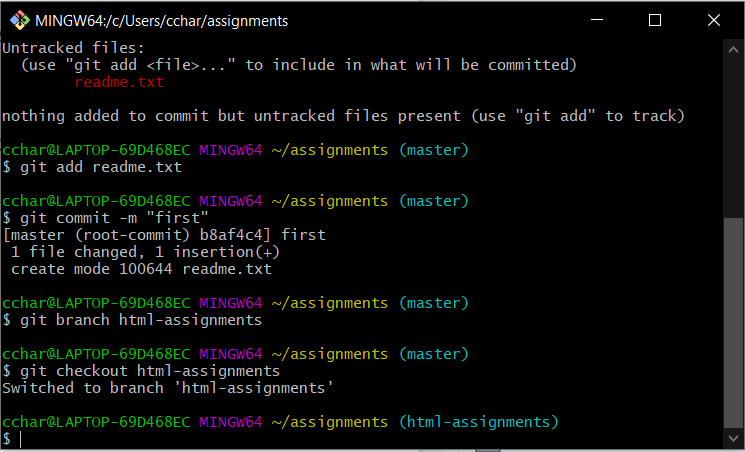 MINGW64:/c/Users/cchar/assignments
Untracked files:
  (use "git add <file>..." to include in what will be committed)
        readme.txt
nothing added to commit but untracked files present (use "git add" to track)
cchar@LAPTOP-69D468EC MINGW64 ~/assignments (master)
$ git add readme.txt
cchar@LAPTOP-69D468EC MINGW64 ~/assignments (master)
$ git commit -m "first"
[master (root-commit) b8af4c4] first
 1 file changed, 1 insertion(+)
 create mode 100644 readme.txt
cchar@LAPTOP-69D468EC MINGW64 ~/assignments (master)
$ git branch html-assignments
cchar@LAPTOP-69D468EC MINGW64 ~/assignments (master)
$ git checkout html-assignments
Switched to branch 'html-assignments'
cchar@LAPTOP-69D468EC MINGW64 ~/assignments (html-assignments)
$